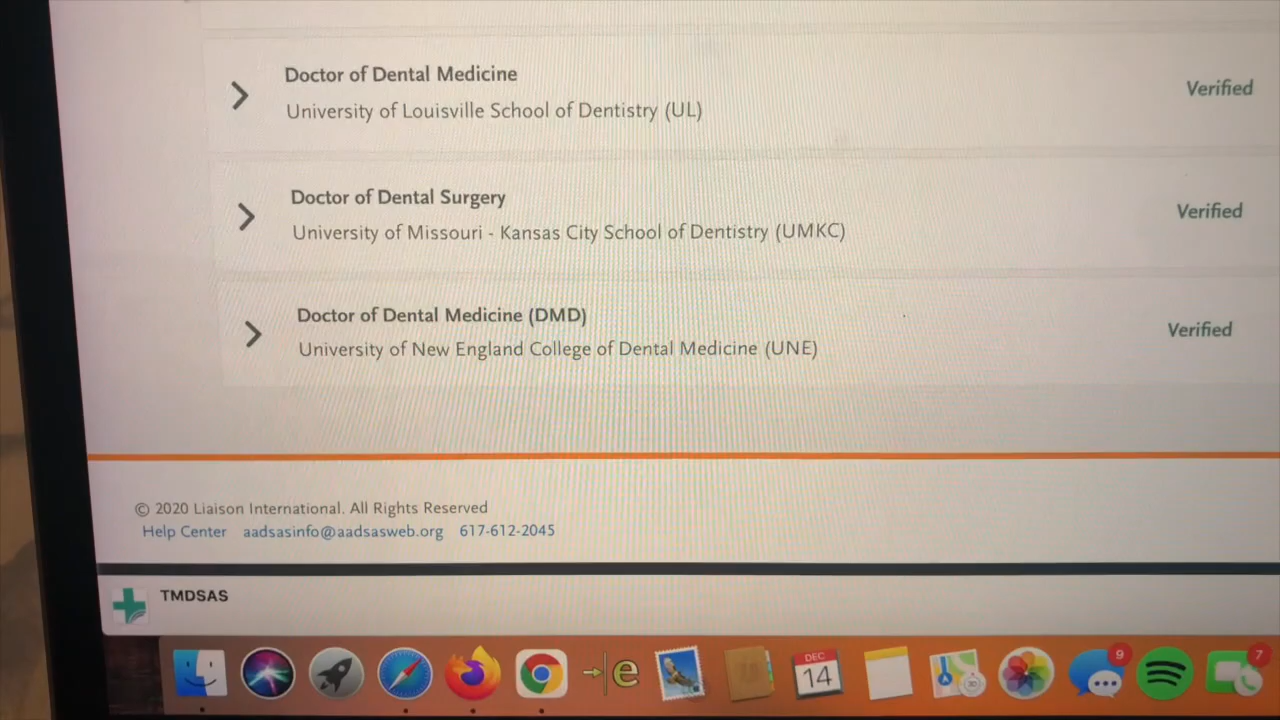 Doctor of Dental Medicine
University of Louisville School of Dentistry (UL)
Verified
Doctor of Dental Surgery
University of Missouri - Kansas City School of Dentistry (UMKC)
Verified
Doctor of Dental Medicine (DMD)
University of New England College of Dental Medicine (UNE)
Verified
© 2020 Liaison International. All Rights Reserved
Help Center aadsasinfo@aadsasweb.org 617-612-2045
TMDSAS
e
DEC
14
9
7